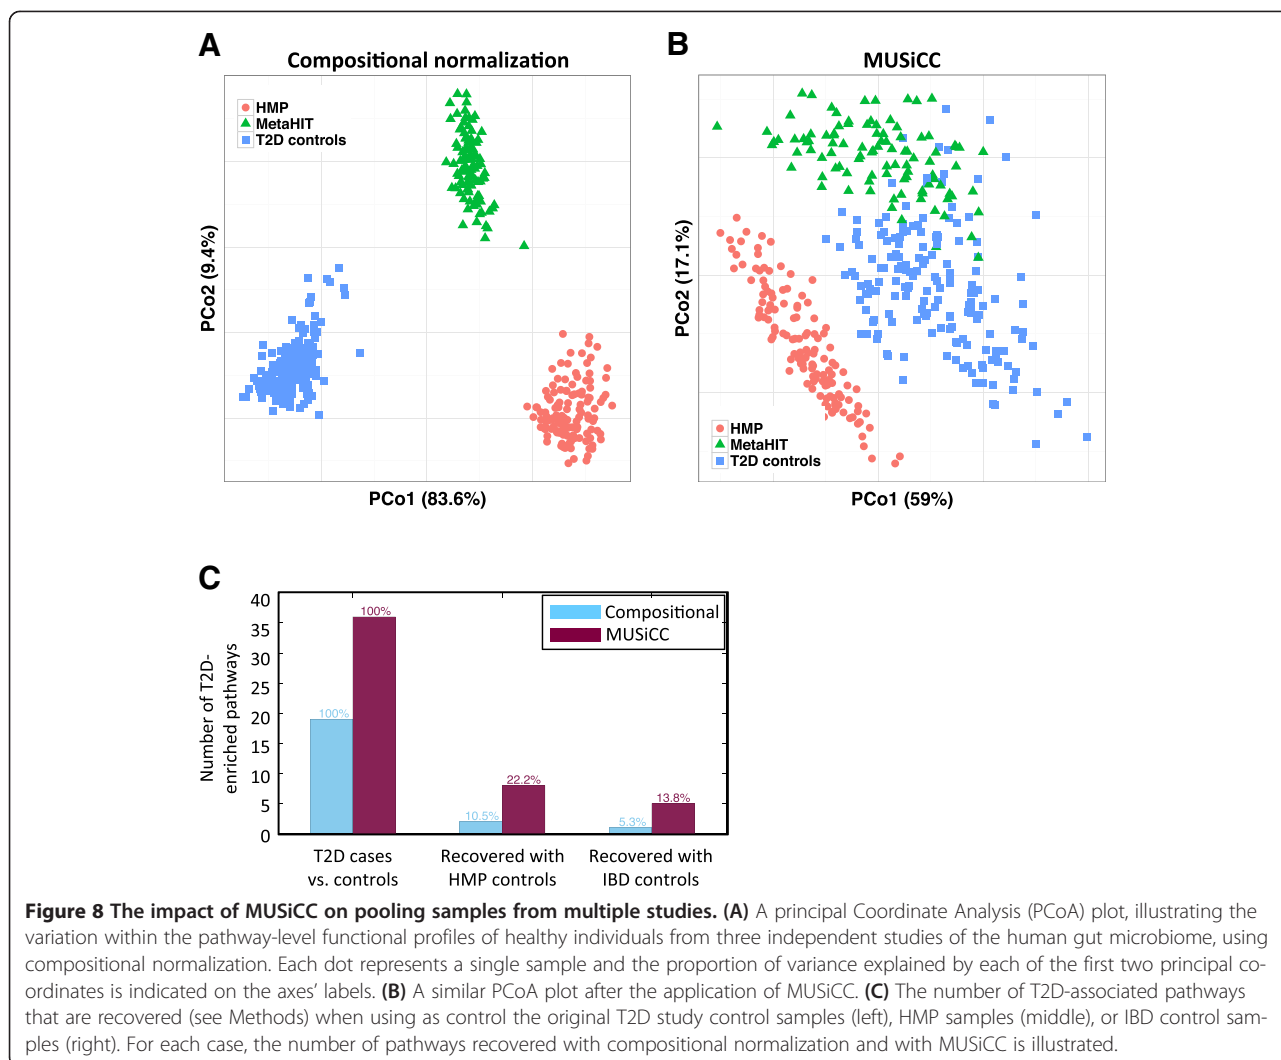 A
Compositional normalization
HMP
MetaHIT
T2D controls
PCo2 (9.4%)
PCo1 (83.6%)
B
MUSiCC
HMP
MetaHIT
T2D controls
PCo2 (17.1%)
PCo1 (59%)
C
Number of T2D-
enriched pathways
40
35
30
25
20
15
10
5
0
Compositional
MUSiCC
100%
100%
10.5%
22.2%
5.3%
13.8%
T2D cases
vs. controls
Recovered with
HMP controls
Recovered with
IBD controls
Figure 8 The impact of MUSiCC on pooling samples from multiple studies. (A) A principal Coordinate Analysis (PCoA) plot, illustrating the
variation within the pathway-level functional profiles of healthy individuals from three independent studies of the human gut microbiome, using
compositional normalization. Each dot represents a single sample and the proportion of variance explained by each of the first two principal co-
ordinates is indicated on the axes' labels. (B) A similar PCoA plot after the application of MUSiCC. (C) The number of T2D-associated pathways
that are recovered (see Methods) when using as control the original T2D study control samples (left), HMP samples (middle), or IBD control sam-
ples (right). For each case, the number of pathways recovered with compositional normalization and with MUSiCC is illustrated.